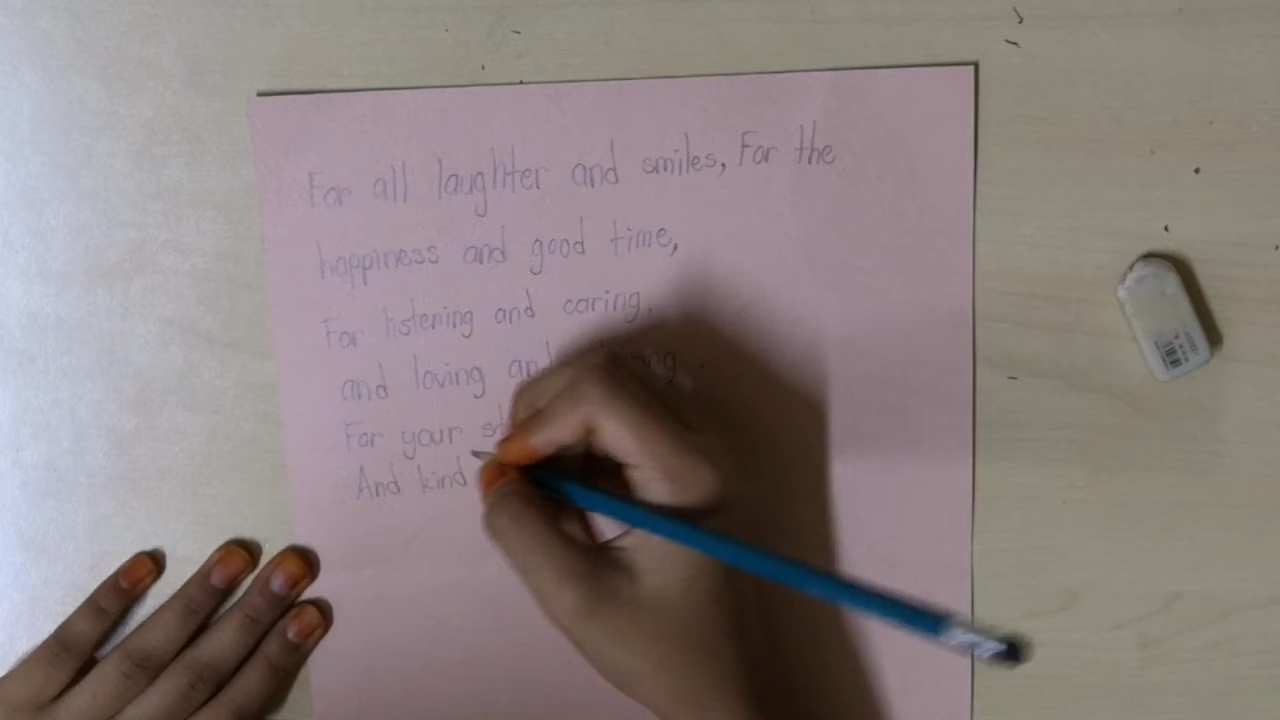 For all laughter and smiles, For the
happiness and good time,
For listening and caring,
and loving and
For your
And kind